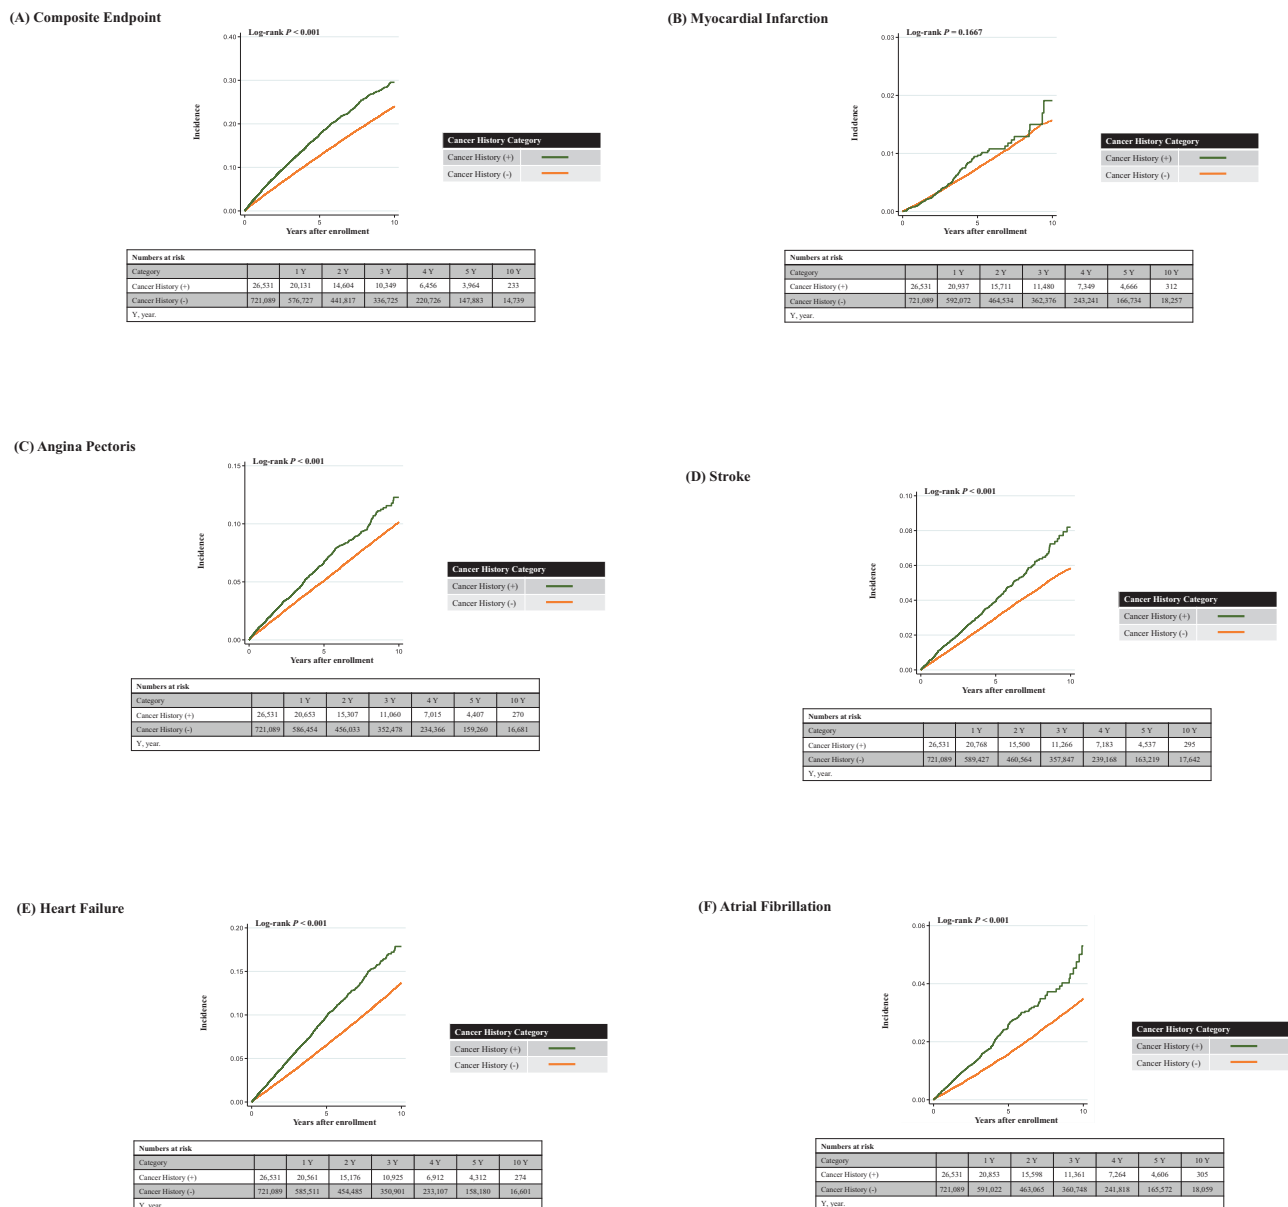 (A) Composite Endpoint
Log-rank P < 0.001
0.40
0.30
0.20
0.10
0.00
Incidence
0 5 10
Years after enrollment
Cancer History Category
Cancer History (+)
Cancer History (-)
Numbers at risk
Category 1 Y 2 Y 3 Y 4 Y 5 Y 10 Y
Cancer History (+) 26,531 20,131 14,604 10,349 6,456 3,964 233
Cancer History (-) 721,089 576,727 441,817 336,725 220,726 147,883 14,739
Y, year.
(B) Myocardial Infarction
Log-rank P = 0.1667
0.03
0.02
0.01
0.00
Incidence
0 5 10
Years after enrollment
Cancer History Category
Cancer History (+)
Cancer History (-)
Numbers at risk
Category 1 Y 2 Y 3 Y 4 Y 5 Y 10 Y
Cancer History (+) 26,531 20,937 15,711 11,480 7,349 4,666 312
Cancer History (-) 721,089 592,072 464,534 362,376 243,241 166,734 18,257
Y, year.
(C) Angina Pectoris
Log-rank P < 0.001
0.15
0.10
0.05
0.00
Incidence
0 5 10
Years after enrollment
Cancer History Category
Cancer History (+)
Cancer History (-)
Numbers at risk
Category 1 Y 2 Y 3 Y 4 Y 5 Y 10 Y
Cancer History (+) 26,531 20,653 15,307 11,060 7,015 4,407 270
Cancer History (-) 721,089 586,454 456,033 352,478 234,366 159,260 16,681
Y, year.
(D) Stroke
Log-rank P < 0.001
0.10
0.08
0.06
0.04
0.02
0.00
Incidence
0 5 10
Years after enrollment
Cancer History Category
Cancer History (+)
Cancer History (-)
Numbers at risk
Category 1 Y 2 Y 3 Y 4 Y 5 Y 10 Y
Cancer History (+) 26,531 20,768 15,500 11,266 7,183 4,537 295
Cancer History (-) 721,089 589,427 460,564 357,847 239,168 163,219 17,642
Y, year.
(E) Heart Failure
Log-rank P < 0.001
0.20
0.15
0.10
0.05
0.00
Incidence
0 5 10
Years after enrollment
Cancer History Category
Cancer History (+)
Cancer History (-)
Numbers at risk
Category 1 Y 2 Y 3 Y 4 Y 5 Y 10 Y
Cancer History (+) 26,531 20,561 15,176 10,925 6,912 4,312 274
Cancer History (-) 721,089 585,511 454,485 350,901 233,107 158,180 16,601
Y, year.
(F) Atrial Fibrillation
Log-rank P < 0.001
0.06
0.04
0.02
0.00
Incidence
0 5 10
Years after enrollment
Cancer History Category
Cancer History (+)
Cancer History (-)
Numbers at risk
Category 1 Y 2 Y 3 Y 4 Y 5 Y 10 Y
Cancer History (+) 26,531 20,853 15,598 11,361 7,264 4,606 305
Cancer History (-) 721,089 591,022 463,065 360,748 241,818 165,572 18,059
Y, year.